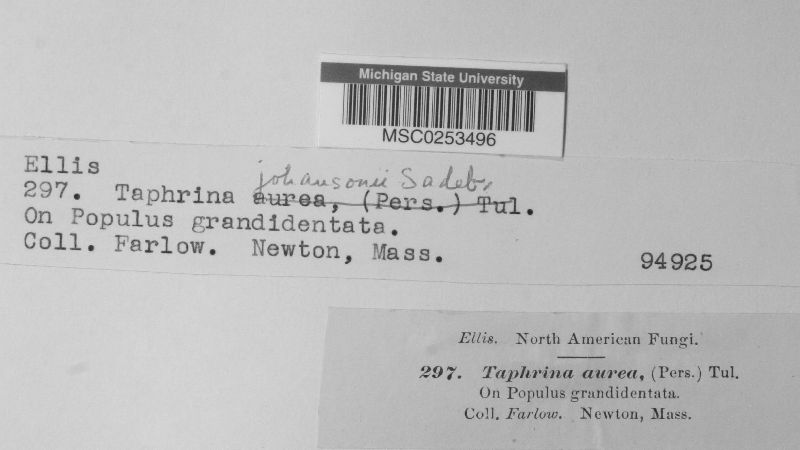 Michigan State University
MSC0253496
Ellis
johansonii Sadeb.
297. Taphrina aurea, (Pers.) Tul.
On Populus grandidentata.
Coll. Farlow. Newton, Mass.
94925
Ellis. North American Fungi.
297. Taphrina aurea, (Pers.) Tul.
On Populus grandidentata.
Coll. Farlow. Newton, Mass.